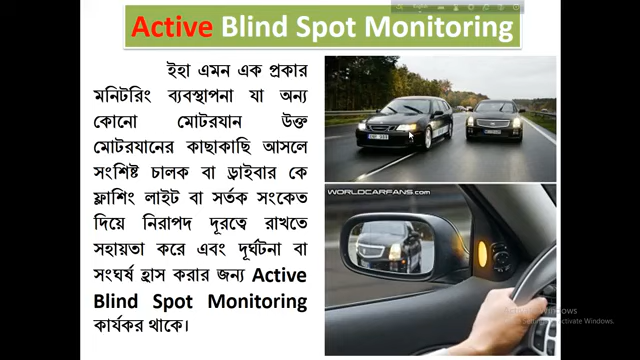 Active Blind Spot Monitoring
ইহা এমন এক প্রকার
মনিটরিং ব্যবস্থাপনা যা অন্য
কোনো মোটরযান উক্ত
মোটরযানের কাছাকাছি আসলে
সংশিষ্ট চালক বা ড্রাইবার কে
ফ্লাশিং লাইট বা সর্তক সংকেত
দিয়ে নিরাপদ দূরত্বে রাখতে
সহায়তা করে এবং দূর্ঘটনা বা
সংঘর্ষ হ্রাস করার জন্য Active
Blind Spot Monitoring
কার্যকর থাকে।
WORLDCARFANS.com